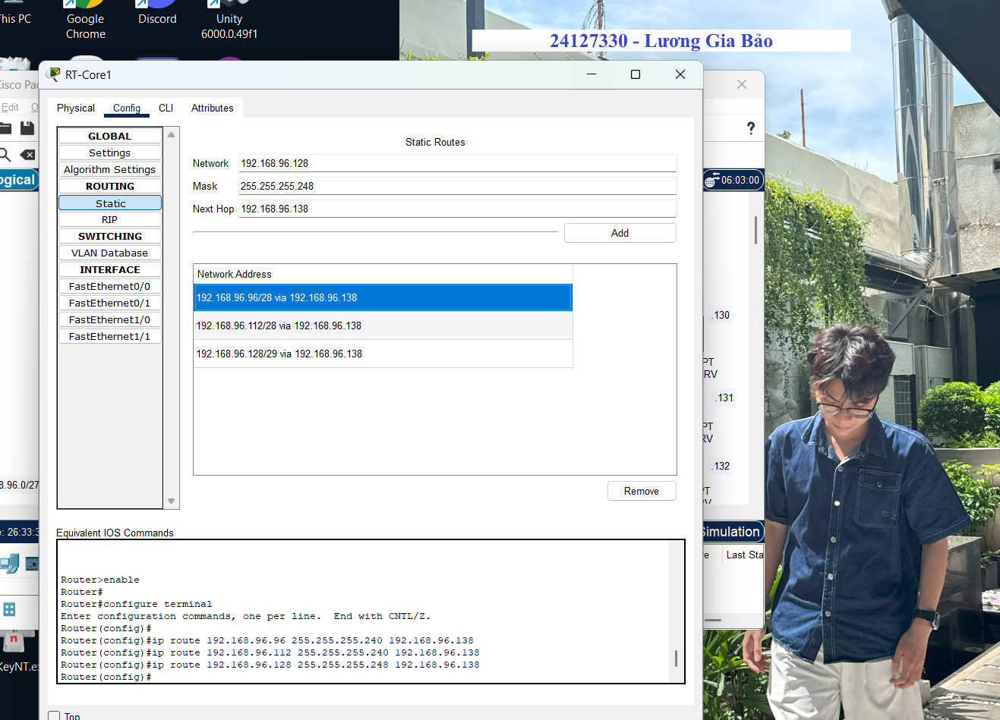 This PC
Google
Chrome
Discord
Unity
6000.0.49f1
24127330 - Lương Gia Bảo
RT-Core1
Cisco Pac
Edit
Physical
Config
CLI
Attributes
GLOBAL
Settings
Algorithm Settings
ROUTING
Static
RIP
SWITCHING
VLAN Database
INTERFACE
FastEthernet0/0
FastEthernet0/1
FastEthernet1/0
FastEthernet1/1
Static Routes
Network 192.168.96.128
Mask 255.255.255.248
Next Hop 192.168.96.138
Add
Network Address
192.168.96.96/28 via 192.168.96.138
192.168.96.112/28 via 192.168.96.138
192.168.96.128/29 via 192.168.96.138
Remove
Equivalent IOS Commands
Router>enable
Router#
Router#configure terminal
Enter configuration commands, one per line. End with CNTL/Z.
Router(config)#
Router(config)#ip route 192.168.96.96 255.255.255.240 192.168.96.138
Router(config)#ip route 192.168.96.112 255.255.255.240 192.168.96.138
Router(config)#ip route 192.168.96.128 255.255.255.248 192.168.96.138
Router(config)#
Top
ogical
8.96.0/27
e: 26:33:3
KeyNT.ex
?
06:03:00
.130
PT
RV
.131
PT
RV
.132
PT
Simulation
Last Sta